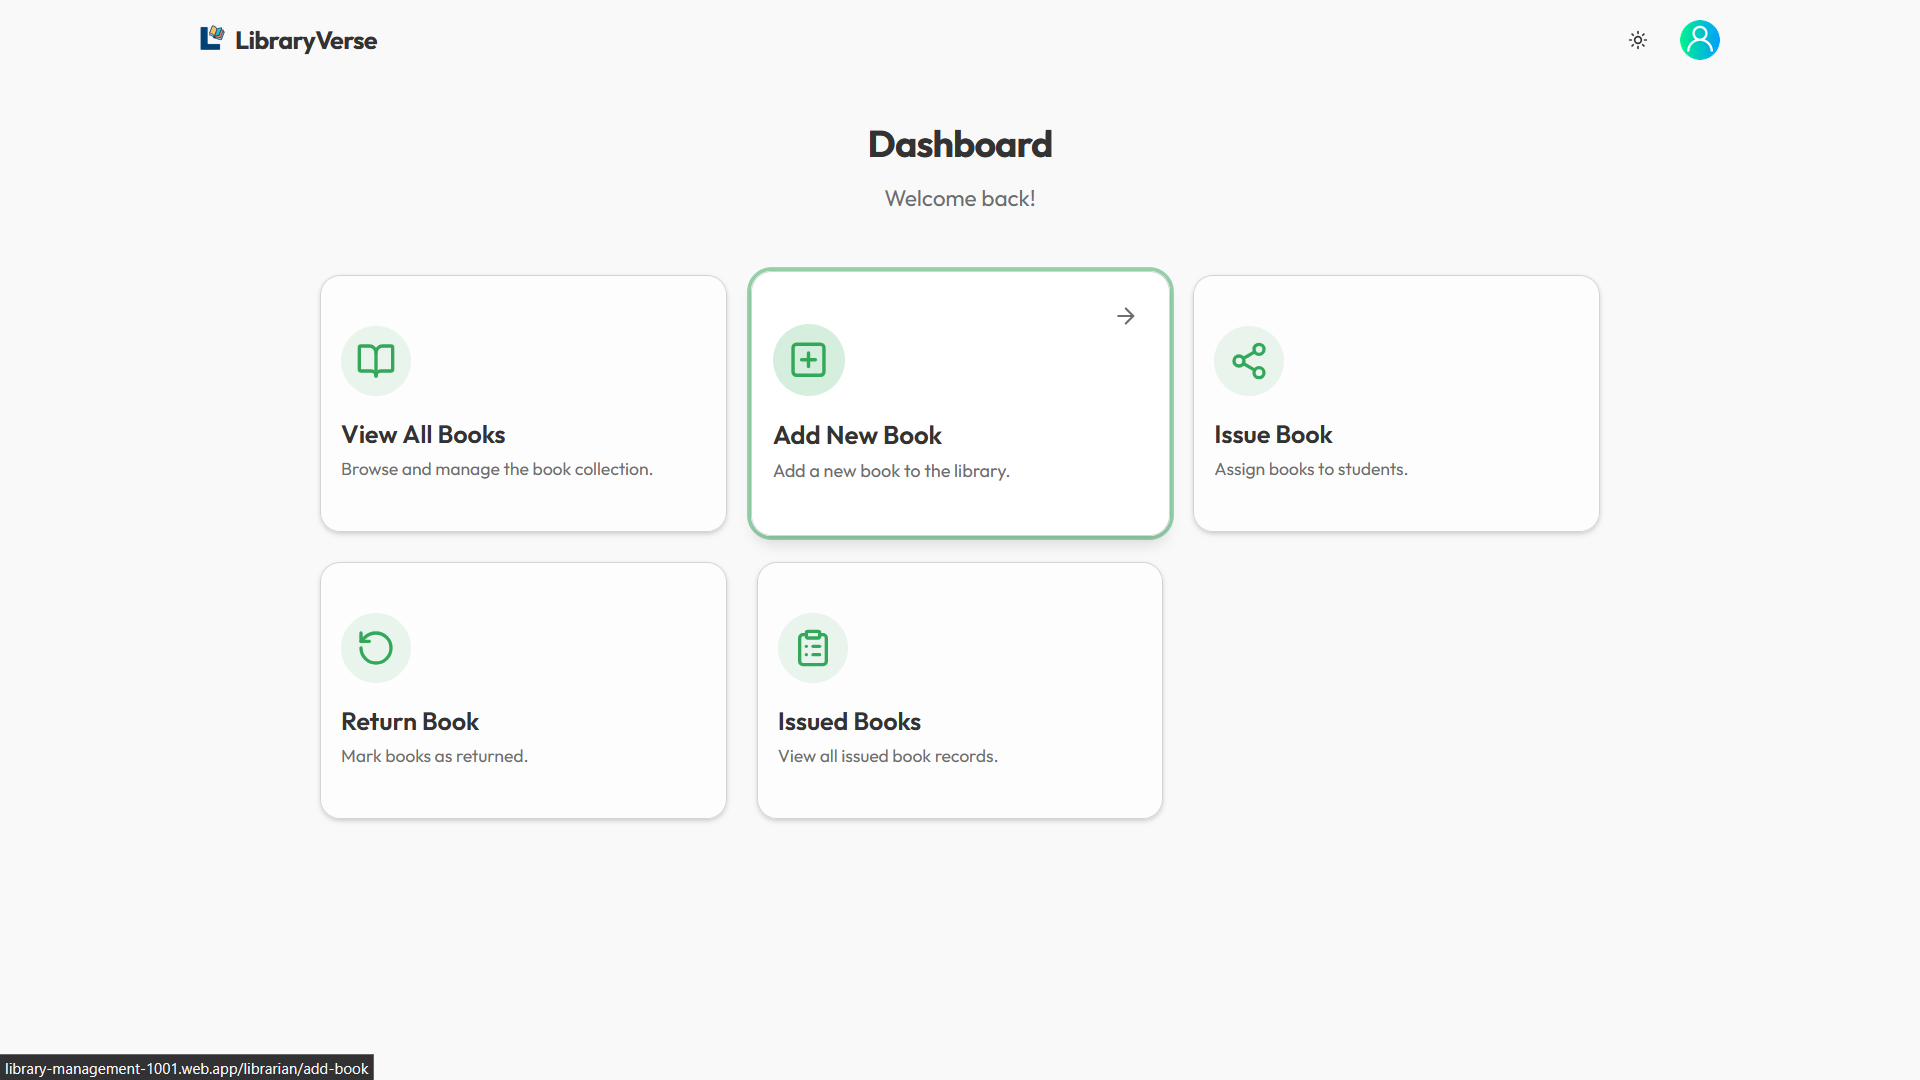 LibraryVerse
Dashboard
Welcome back!
View All Books
Browse and manage the book collection.
Add New Book
Add a new book to the library.
Issue Book
Assign books to students.
Return Book
Mark books as returned.
Issued Books
View all issued book records.
library-management-1001.web.app/librarian/add-book